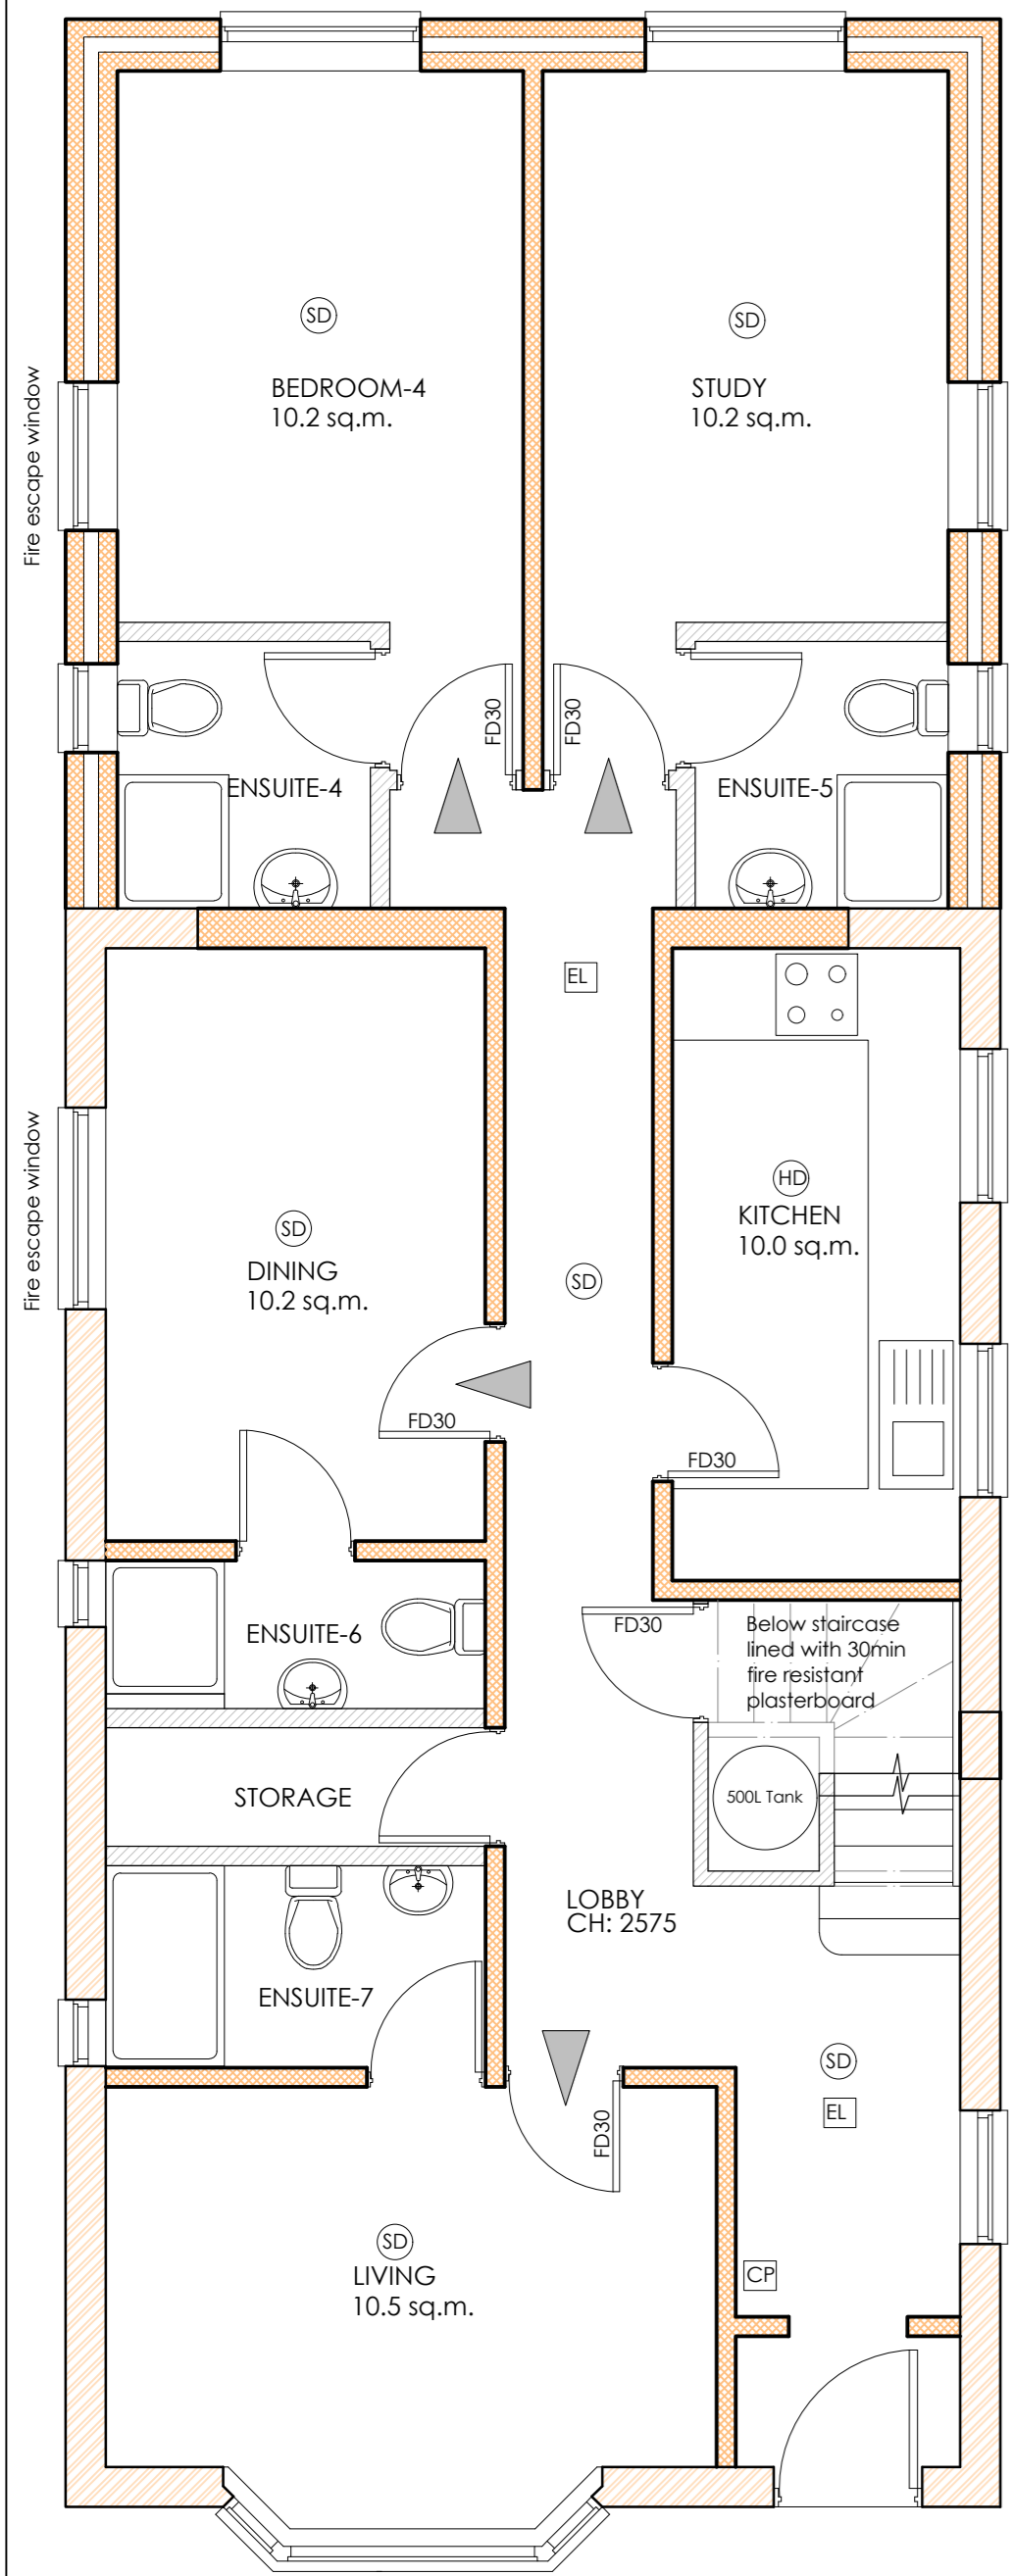 SD
SD
BEDROOM-4
10.2 sq.m.
STUDY
10.2 sq.m.
Fire escape window
FD30
FD30
ENSUITE-4
ENSUITE-5
EL
Fire escape window
HD
KITCHEN
10.0 sq.m.
SD
DINING
10.2 sq.m.
SD
FD30
FD30
FD30
Below staircase
lined with 30min
fire resistant
plasterboard
ENSUITE-6
STORAGE
500L Tank
LOBBY
CH: 2575
ENSUITE-7
SD
EL
FD30
SD
LIVING
10.5 sq.m.
CP